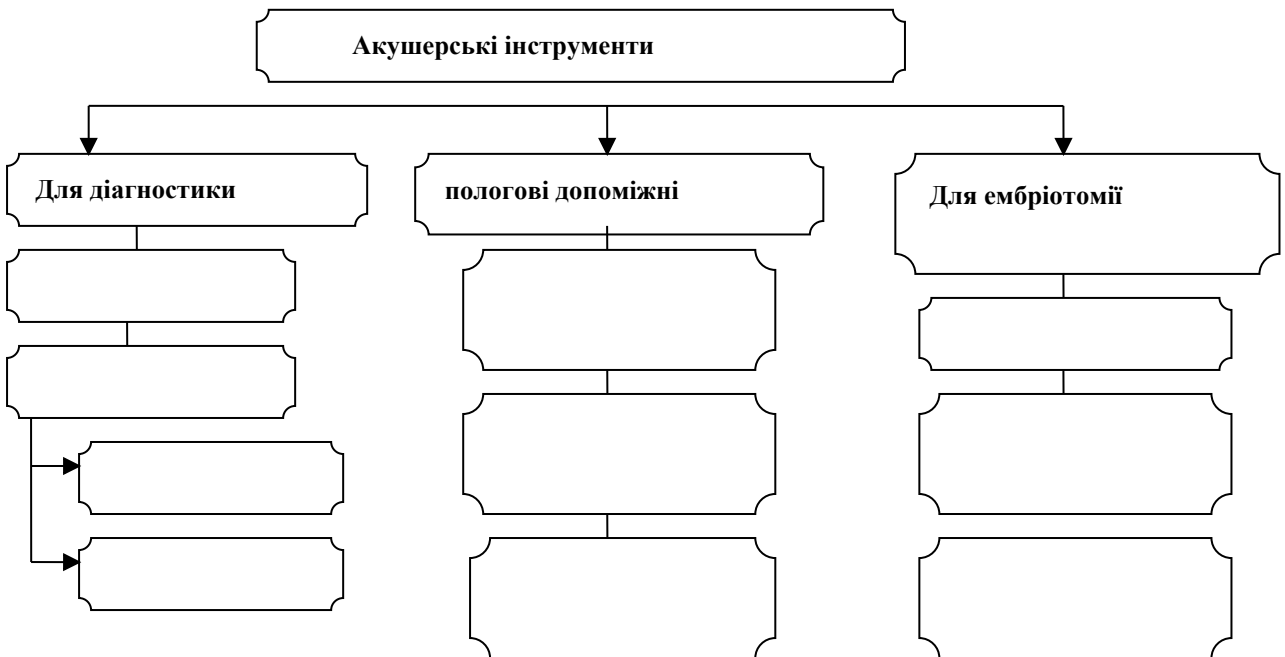 Акушерські інструменти
Для діагностики
пологові допоміжні
Для ембріотомії